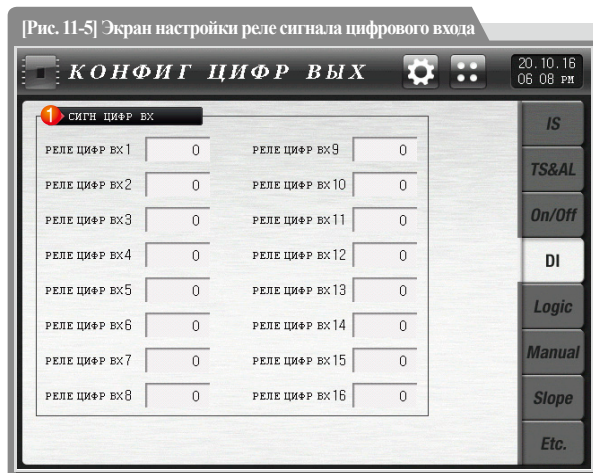 [Рис. 11-5] Экран настройки реле сигнала цифрового входа
КОНФИГ ЦИФР ВЫХ
20.10.16
06 08 PM
1 СИГН ЦИФР ВХ
РЕЛЕ ЦИФР ВХ1 0 РЕЛЕ ЦИФР ВХ9 0
РЕЛЕ ЦИФР ВХ2 0 РЕЛЕ ЦИФР ВХ10 0
РЕЛЕ ЦИФР ВХ3 0 РЕЛЕ ЦИФР ВХ11 0
РЕЛЕ ЦИФР ВХ4 0 РЕЛЕ ЦИФР ВХ12 0
РЕЛЕ ЦИФР ВХ5 0 РЕЛЕ ЦИФР ВХ13 0
РЕЛЕ ЦИФР ВХ6 0 РЕЛЕ ЦИФР ВХ14 0
РЕЛЕ ЦИФР ВХ7 0 РЕЛЕ ЦИФР ВХ15 0
РЕЛЕ ЦИФР ВХ8 0 РЕЛЕ ЦИФР ВХ16 0
IS
TS&AL
On/Off
DI
Logic
Manual
Slope
Etc.